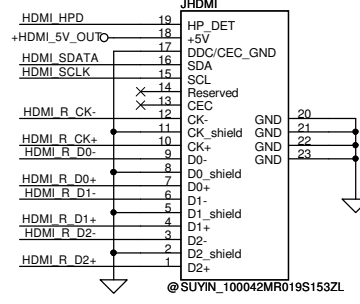 JHDMI
HDMI_HPD 19 HP_DET
+HDMI_5V_OUT 18 +5V
17 DDC/CEC_GND
HDMI_SDATA 16 SDA
HDMI_SCLK 15 SCL
14 Reserved
13 CEC
HDMI_R_CK- 12 CK- GND 20
11 CK_shield GND 21
HDMI_R_CK+ 10 CK+ GND 22
HDMI_R_D0- 9 D0- GND 23
8 D0_shield
HDMI_R_D0+ 7 D0+
HDMI_R_D1- 6 D1-
5 D1_shield
HDMI_R_D1+ 4 D1+
HDMI_R_D2- 3 D2-
2 D2_shield
HDMI_R_D2+ 1 D2+
@SUYIN_100042MR019S153ZL